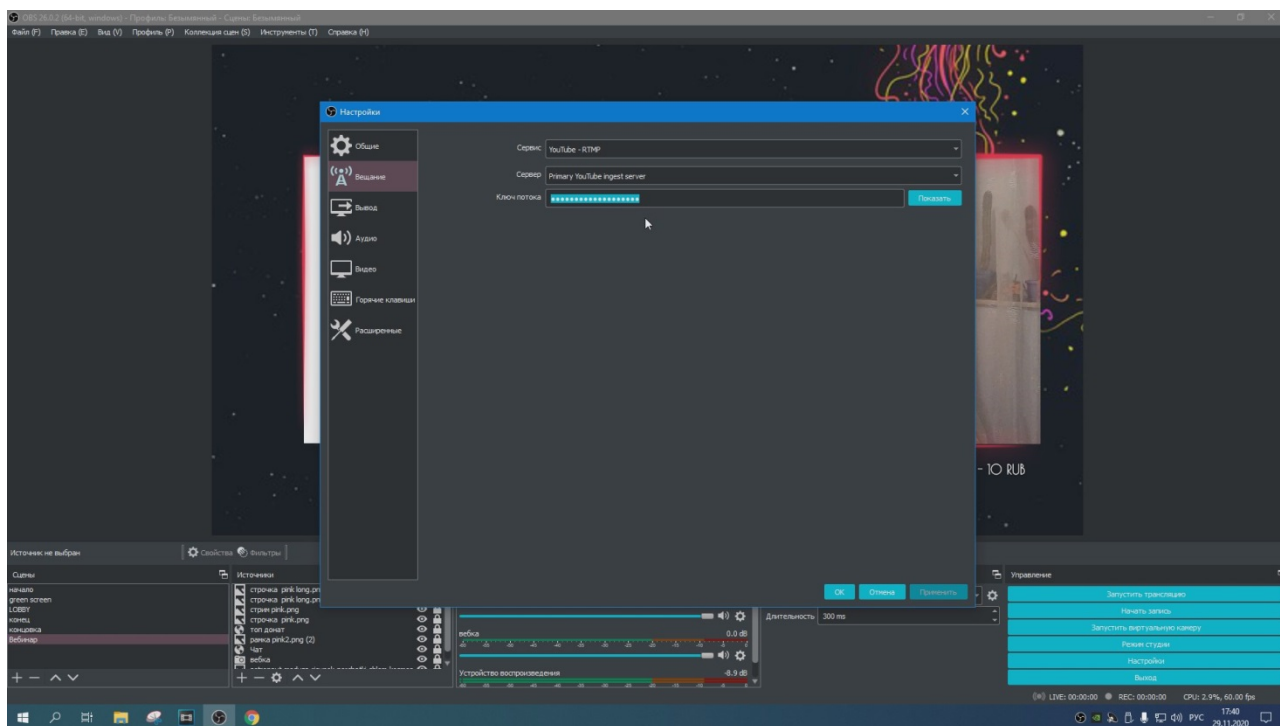 OBS 26.0.2 (64-bit, windows) - Профиль: Безымянный - Сцены: Безымянный
Файл (F) Правка (E) Вид (V) Профиль (P) Коллекция сцен (S) Инструменты (T) Справка (H)
Настройки
Общие
Вещание
Вывод
Аудио
Видео
Горячие клавиши
Расширенные
Сервис YouTube - RTMP
Сервер Primary YouTube ingest server
Ключ потока Показать
- 10 RUB
OK Отмена Применить
Источник не выбран Свойства Фильтры
Сцены
начало
green screen
LOBBY
конец
концовка
Вебинар
Источники
строчка pink long.pn
строчка pink long.pn
стрим pink.png
строчка pink.png
топ донат
рамка pink2.png (2)
Чат
вебка
вебка 0.0 dB
Устройство воспроизведения -8.9 dB
Длительность 300 ms
Управление
Запустить трансляцию
Начать запись
Запустить виртуальную камеру
Режим студии
Настройки
Выход
LIVE: 00:00:00 REC: 00:00:00 CPU: 2.9%, 60.00 fps
РУС 17:40
29.11.2020